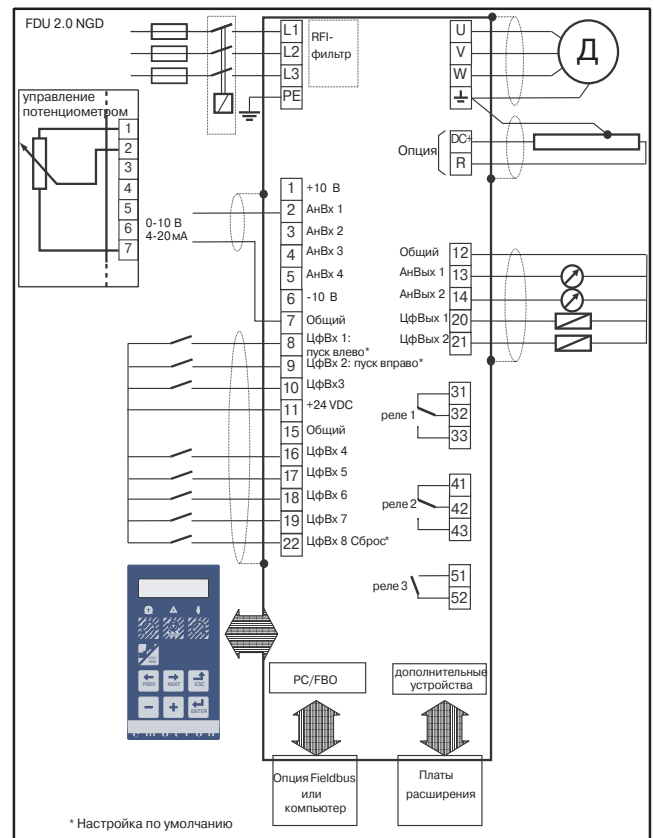 FDU 2.0 NGD
L1
L2
L3
PE
RFI-
фильтр
U
V
W
Д
управление
потенциометром
1
2
3
4
5
6
7
0-10 В
4-20 мА
Опция
DC+
R
1 +10 В
2 АнВх 1
3 АнВх 2
4 АнВх 3
5 АнВх 4
6 -10 В
7 Общий
8 ЦфВх 1:
пуск влево*
9 ЦфВх 2: пуск вправо*
10 ЦфВх3
11 +24 VDC
15 Общий
16 ЦфВх 4
17 ЦфВх 5
18 ЦфВх 6
19 ЦфВх 7
22 ЦфВх 8 Сброс*
Общий 12
АнВых 1 13
АнВых 2 14
ЦфВых 1 20
ЦфВых 2 21
реле 1
31
32
33
реле 2
41
42
43
реле 3
51
52
PREV
NEXT
ESC
ENTER
PC/FBO
дополнительные
устройства
Опция Fieldbus
или
компьютер
Платы
расширения
* Настройка по умолчанию